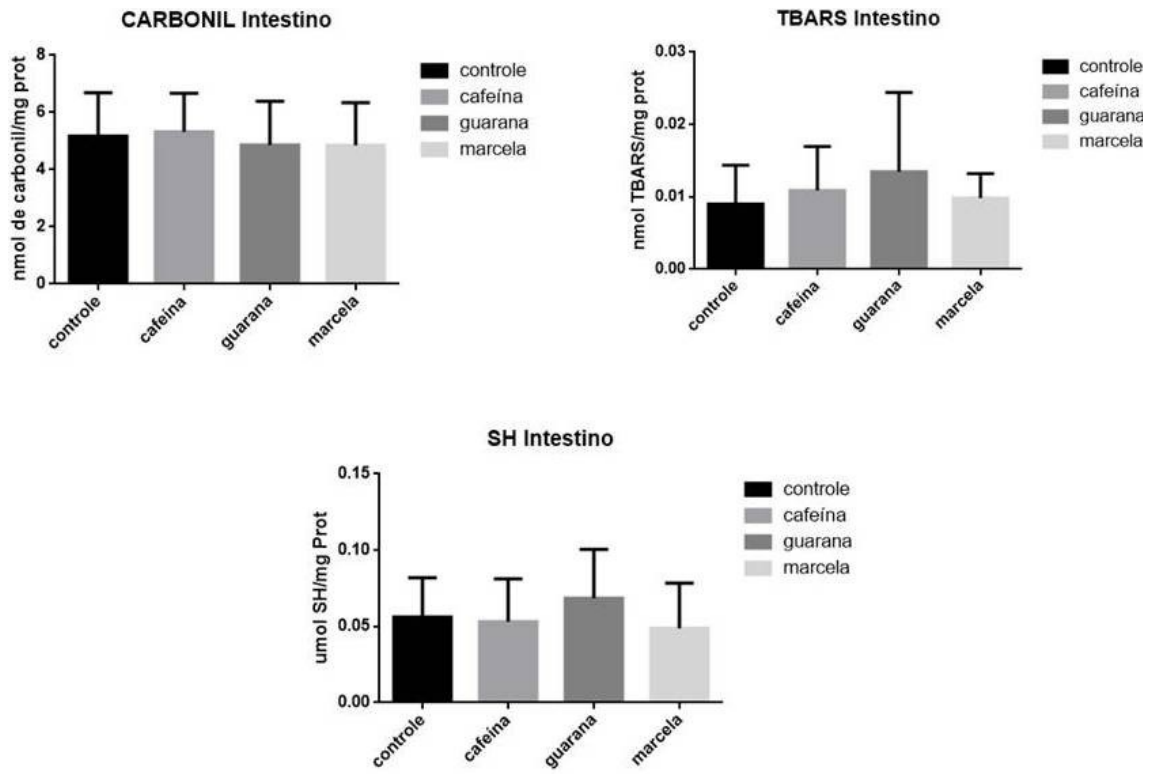 CARBONIL Intestino
nmol de carbonil/mg prot
8
6
4
2
0
controle
cafeína
guarana
marcela
controle
cafeína
guarana
marcela
TBARS Intestino
nmol TBARS/mg prot
0.03
0.02
0.01
0.00
controle
cafeína
guarana
marcela
controle
cafeína
guarana
marcela
SH Intestino
umol SH/mg Prot
0.15
0.10
0.05
0.00
controle
cafeína
guarana
marcela
controle
cafeína
guarana
marcela